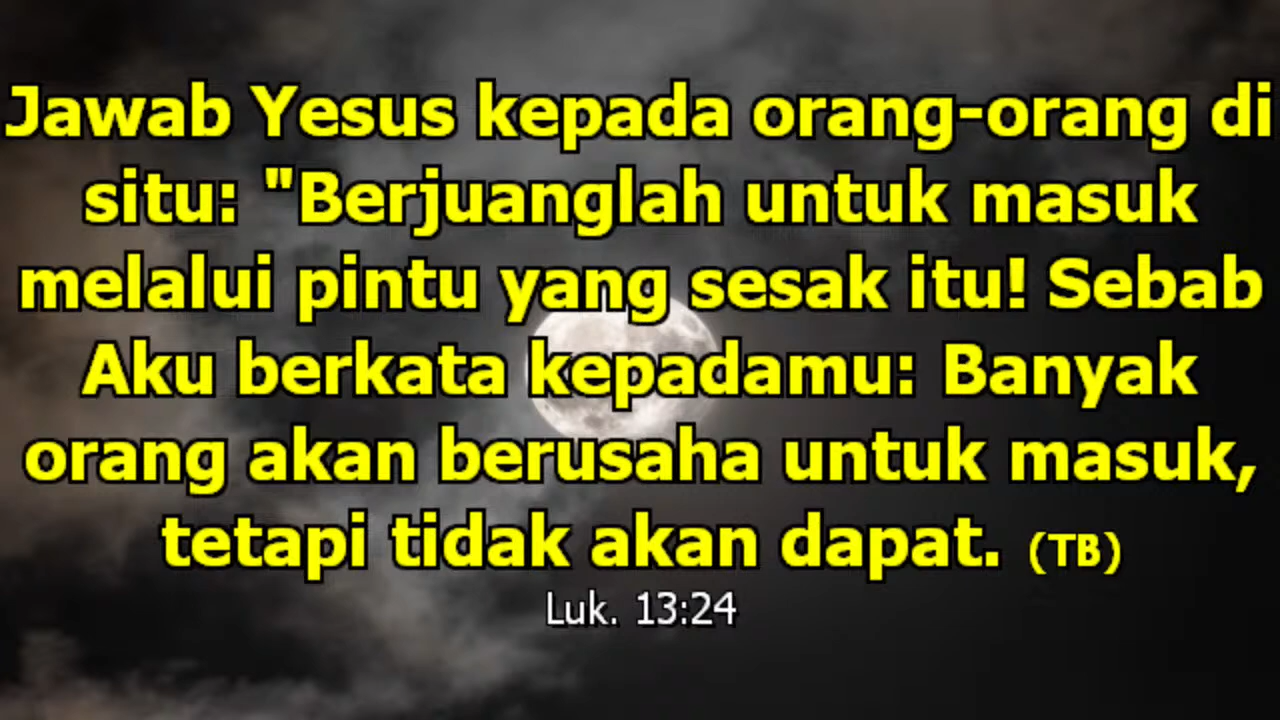 Jawab Yesus kepada orang-orang di
situ: "Berjuanglah untuk masuk
melalui pintu yang sesak itu! Sebab
Aku berkata kepadamu: Banyak
orang akan berusaha untuk masuk,
tetapi tidak akan dapat. (TB)
Luk. 13:24